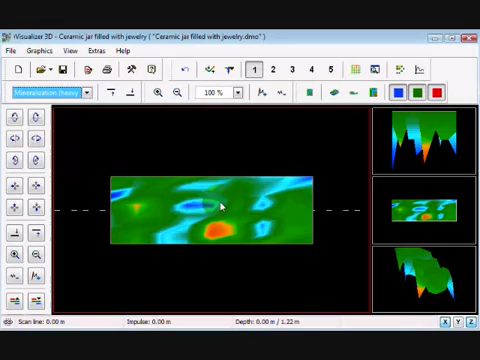 Visualizer 3D - Ceramic jar filled with jewelry ( "Ceramic jar filled with jewelry.dmo" )
File Graphics View Extras Help
1 2 3 4 5
Mineralization (heavy 100 %
Scan line: 0.00 m Impulse: 0.00 m Depth: 0.00 m / 1.22 m X Y Z